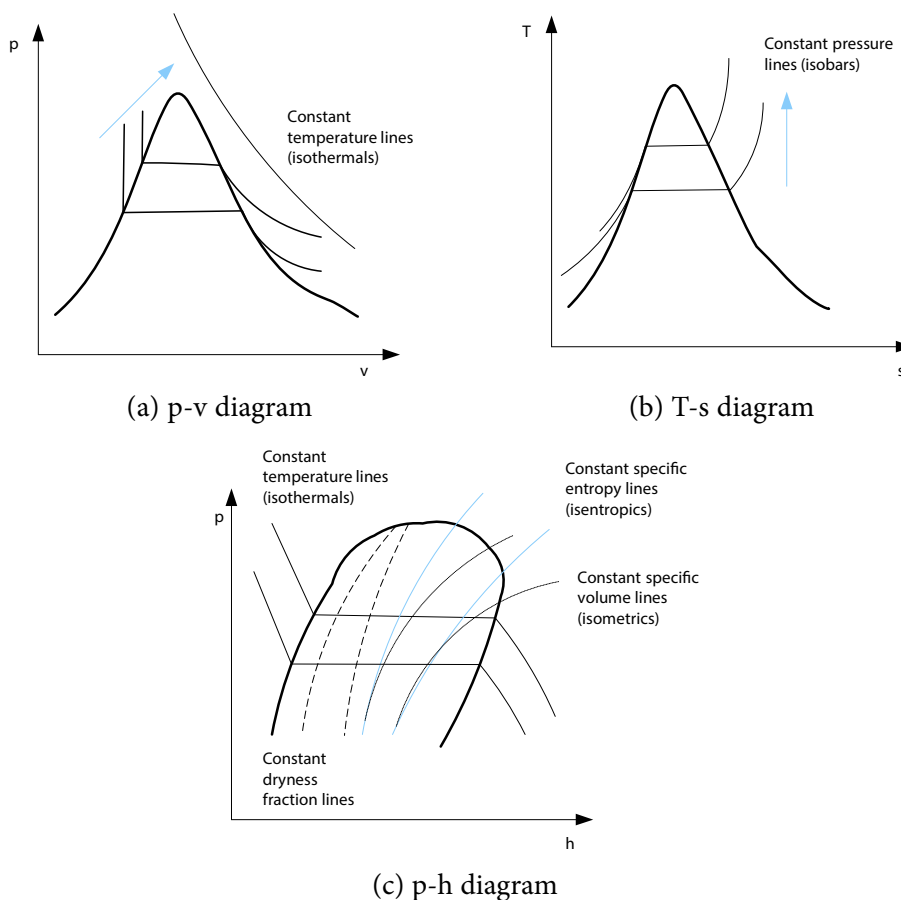 p
Constant
temperature lines
(isothermals)
v
(a) p-v diagram
T
Constant pressure
lines (isobars)
s
(b) T-s diagram
Constant
temperature lines
(isothermals)
p
Constant specific
entropy lines
(isentropics)
Constant specific
volume lines
(isometrics)
Constant
dryness
fraction lines
h
(c) p-h diagram